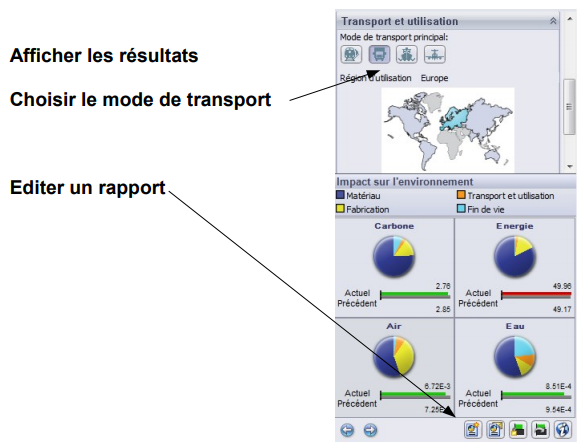 Afficher les résultats
Choisir le mode de transport
Editer un rapport
Transport et utilisation
Mode de transport principal:
Région d'utilisation Europe
Impact sur l'environnement
Matériau Transport et utilisation
Fabrication Fin de vie
Carbone Energie
2.76 49.96
Actuel Actuel
Précédent Précédent
2.85 49.17
Air Eau
6.72E-3 8.51E-4
Actuel Actuel
Précédent Précédent
9.54E-4